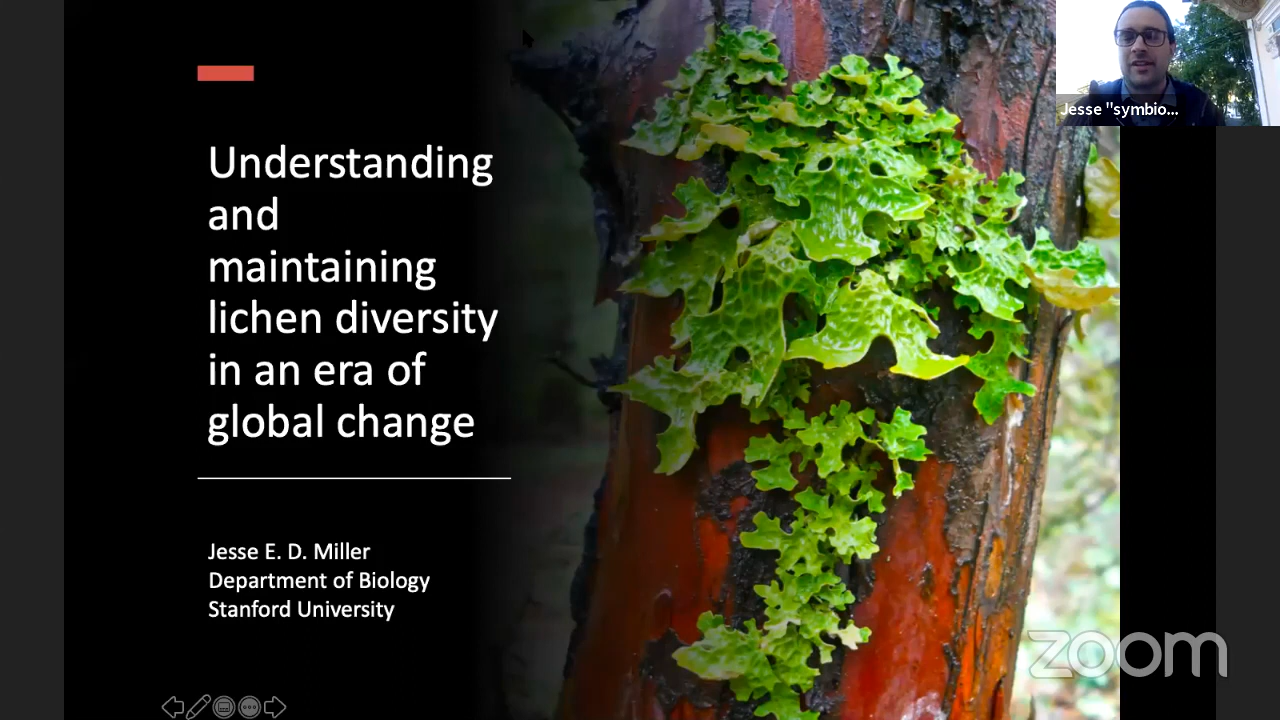 Understanding
and
maintaining
lichen diversity
in an era of
global change
Jesse E. D. Miller
Department of Biology
Stanford University
Jesse "symbio...
zoom